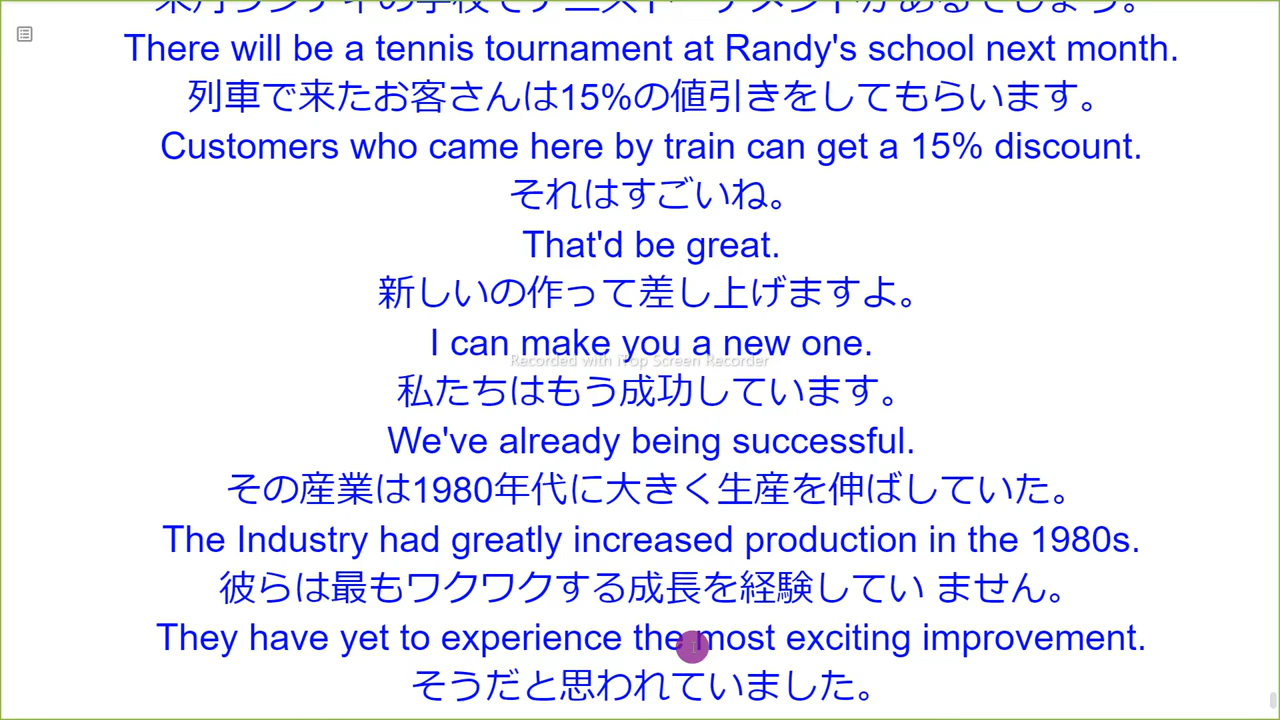 There will be a tennis tournament at Randy's school next month.
列車で来たお客さんは15%の値引きをしてもらいます。
Customers who came here by train can get a 15% discount.
それはすごいね。
That'd be great.
新しいの作って差し上げますよ。
I can make you a new one.
Recorded with iTop Screen Recorder
私たちはもう成功しています。
We've already being successful.
その産業は1980年代に大きく生産を伸ばしていた。
The Industry had greatly increased production in the 1980s.
彼らは最もワクワクする成長を経験してい ません。
They have yet to experience the most exciting improvement.
そうだと思われていました。